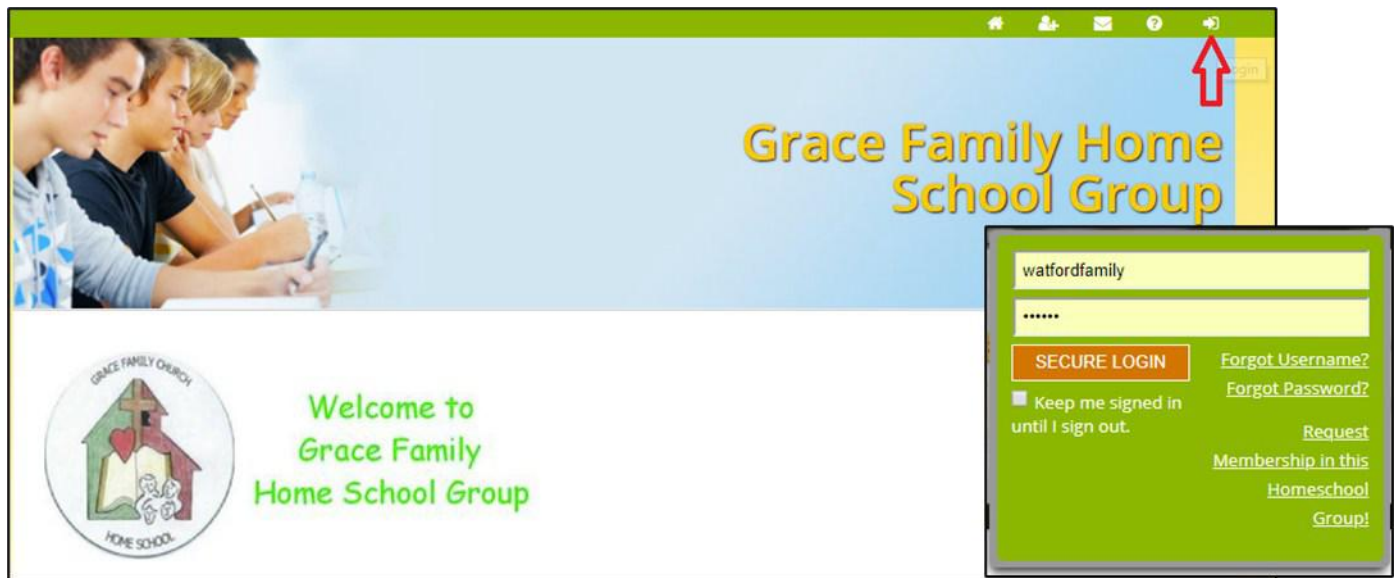 Login
Grace Family Home
School Group
GRACE FAMILY CHURCH
HOME SCHOOL
Welcome to
Grace Family
Home School Group
watfordfamily
••••••
SECURE LOGIN
Forgot Username?
Forgot Password?
Keep me signed in
until I sign out.
Request
Membership in this
Homeschool
Group!